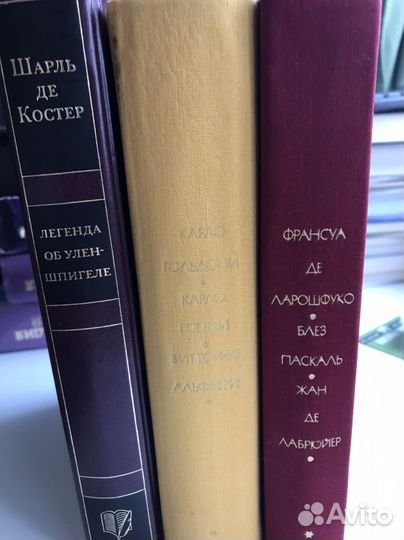 ШАРЛЬ
ДЕ
КОСТЕР
ЛЕГЕНДА
ОБ УЛЕН-
ШПИГЕЛЕ
КАРЛО
ГОЛЬДОНИ
КАРЛО
ГОЦЦИ
ВИТТОРИО
АЛЬФЬЕРИ
ФРАНСУА
ДЕ
ЛАРОШФУКО
БЛЕЗ
ПАСКАЛЬ
ЖАН
ДЕ
ЛАБРЮЙЕР
Avito